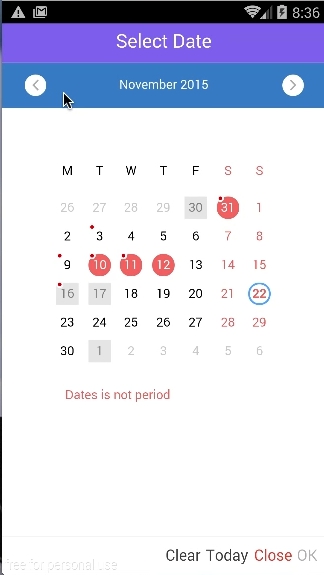 8:36
Select Date
November 2015
M T W T F S S
26 27 28 29 30 31 1
2 3 4 5 6 7 8
9 10 11 12 13 14 15
16 17 18 19 20 21 22
23 24 25 26 27 28 29
30 1 2 3 4 5 6
Dates is not period
Clear Today Close OK
free for personal use